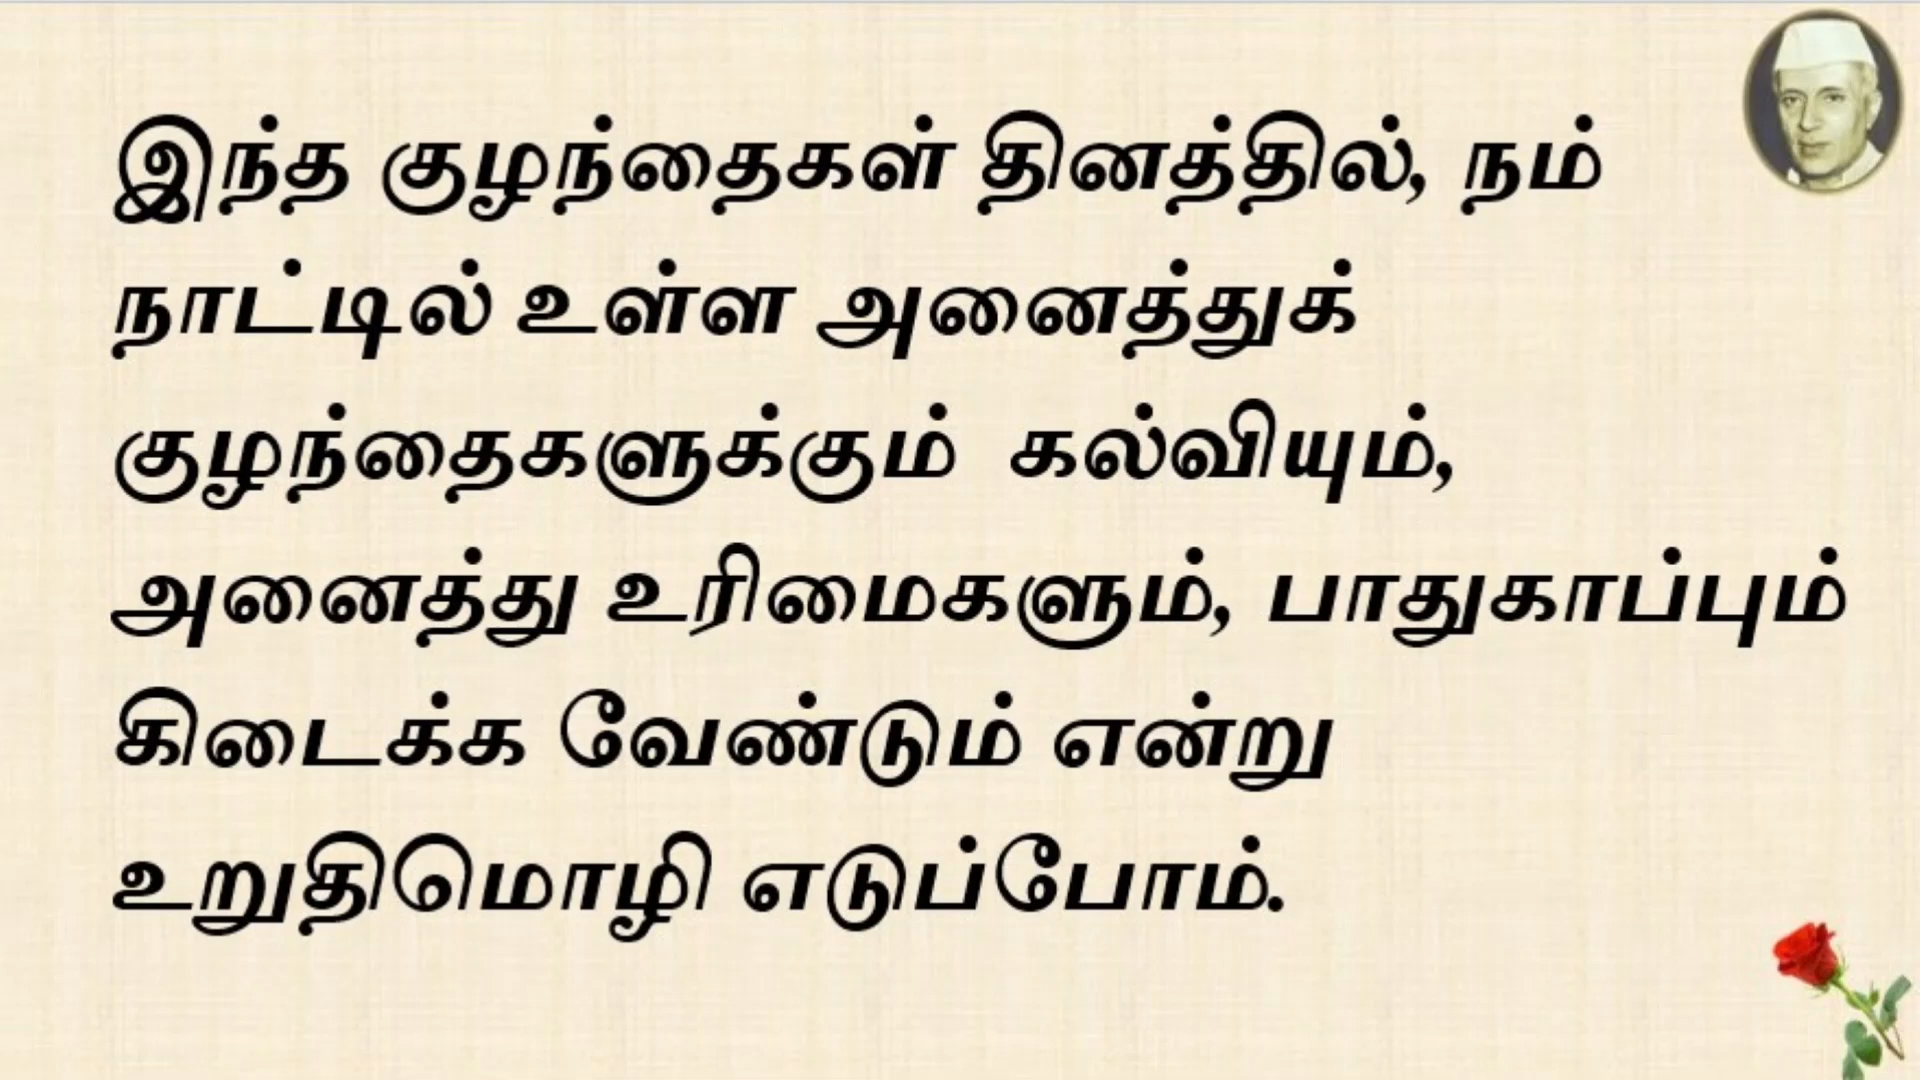 இந்த குழந்தைகள் தினத்தில், நம்
நாட்டில் உள்ள அனைத்துக்
குழந்தைகளுக்கும் கல்வியும்,
அனைத்து உரிமைகளும், பாதுகாப்பும்
கிடைக்க வேண்டும் என்று
உறுதிமொழி எடுப்போம்.